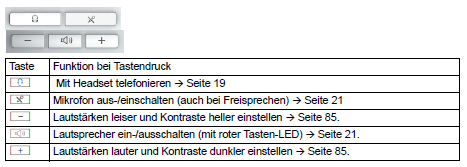 Taste Funktion bei Tastendruck
Mit Headset telefonieren → Seite 19
Mikrofon aus-/einschalten (auch bei Freisprechen) → Seite 21
– Lautstärken leiser und Kontraste heller einstellen → Seite 85.
Lautsprecher ein-/ausschalten (mit roter Tasten-LED) → Seite 21.
+ Lautstärken lauter und Kontraste dunkler einstellen → Seite 85.